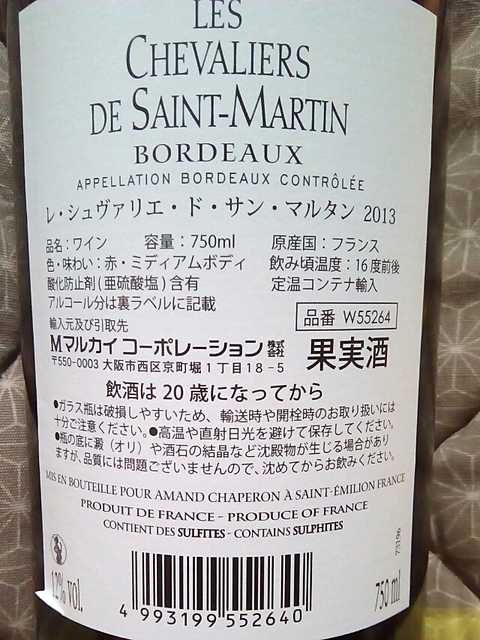 LES
CHEVALIERS
DE SAINT-MARTIN
BORDEAUX
APPELLATION BORDEAUX CONTRÔLÉE
レ・シュヴァリエ・ド・サン・マルタン 2013
品名：ワイン 容量：750ml 原産国：フランス
色・味わい：赤・ミディアムボディ 飲み頃温度：16度前後
酸化防止剤(亜硫酸塩)含有 定温コンテナ輸入
アルコール分は裏ラベルに記載
品番 W55264
輸入元及び引取先
Mマルカイコーポレーション株式会社
〒550-0003 大阪市西区京町堀1丁目18-5
果実酒
飲酒は20歳になってから
●ガラス瓶は破損しやすいため、輸送時や開栓時のお取り扱いには
十分ご注意ください。●高温や直射日光を避けて保存してください。
●瓶の底に澱（オリ）や酒石の結晶など沈殿物が生じる場合があり
ますが、品質には問題ございませんので、沈めてからお飲みください。
MIS EN BOUTEILLE POUR AMAND CHAPERON À SAINT-ÉMILION FRANCE
PRODUIT DE FRANCE - PRODUCE OF FRANCE
CONTIENT DES SULFITES - CONTAINS SULPHITES
73196
12% vol.
750 ml
4 993199 552640